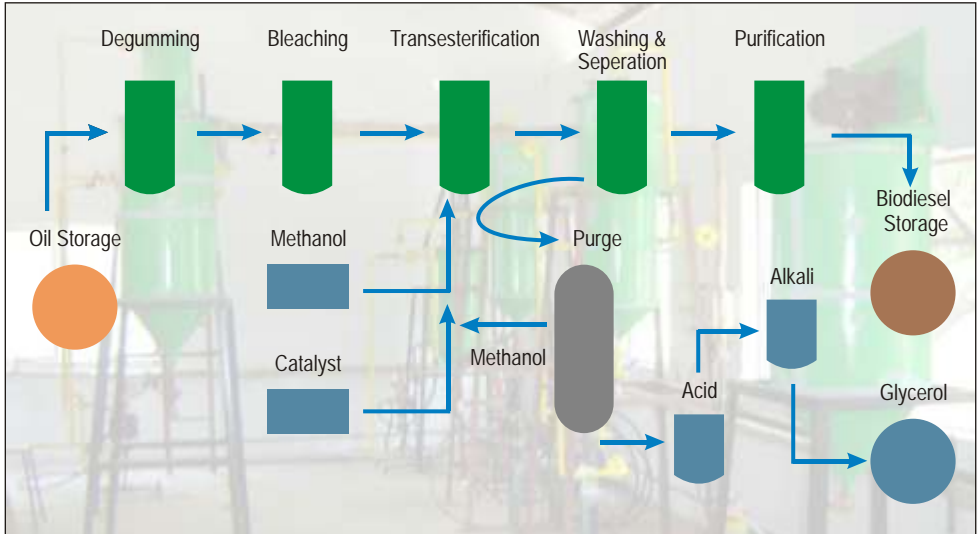 Degumming
Bleaching
Transesterification
Washing &
Seperation
Purification
Oil Storage
Methanol
Purge
Biodiesel
Storage
Alkali
Catalyst
Methanol
Acid
Glycerol